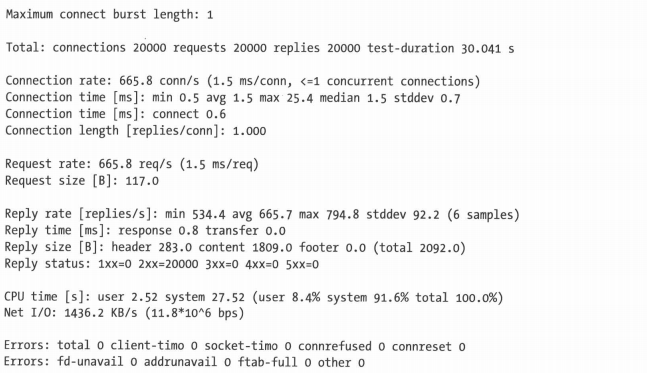 Maximum connect burst length: 1
Total: connections 20000 requests 20000 replies 20000 test-duration 30.041 s
Connection rate: 665.8 conn/s (1.5 ms/conn, <=1 concurrent connections)
Connection time [ms]: min 0.5 avg 1.5 max 25.4 median 1.5 stddev 0.7
Connection time [ms]: connect 0.6
Connection length [replies/conn]: 1.000
Request rate: 665.8 req/s (1.5 ms/req)
Request size [B]: 117.0
Reply rate [replies/s]: min 534.4 avg 665.7 max 794.8 stddev 92.2 (6 samples)
Reply time [ms]: response 0.8 transfer 0.0
Reply size [B]: header 283.0 content 1809.0 footer 0.0 (total 2092.0)
Reply status: 1xx=0 2xx=20000 3xx=0 4xx=0 5xx=0
CPU time [s]: user 2.52 system 27.52 (user 8.4% system 91.6% total 100.0%)
Net I/O: 1436.2 KB/s (11.8*10^6 bps)
Errors: total 0 client-timo 0 socket-timo 0 connrefused 0 connreset 0
Errors: fd-unavail 0 addrunavail 0 ftab-full 0 other 0